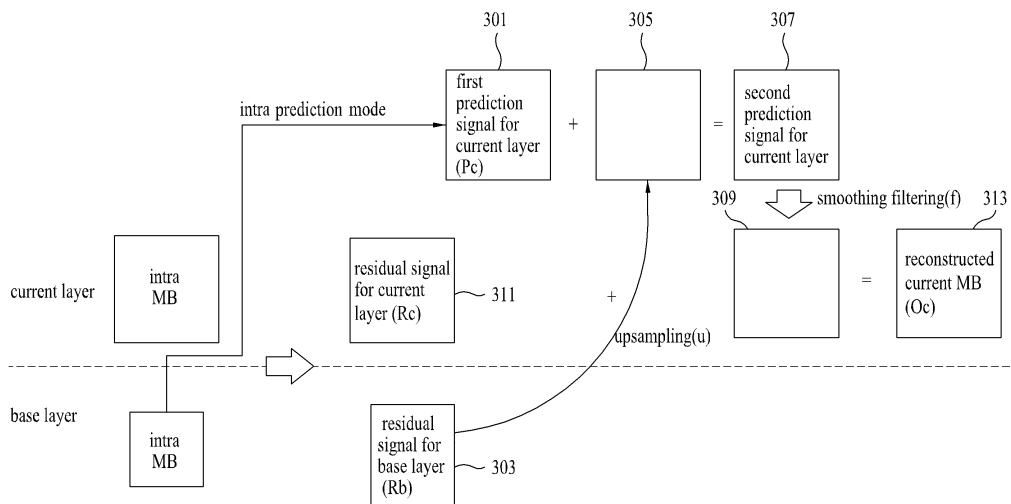 301
305
307
first
prediction
signal for
current layer
(Pc)
+
=
second
prediction
signal for
current layer
intra prediction mode
smoothing filtering(f)
309
313
current layer
intra
MB
residual signal
for current
layer (Rc)
311
+
=
reconstructed
current MB
(Oc)
upsampling(u)
base layer
intra
MB
residual
signal for
base layer
(Rb)
303